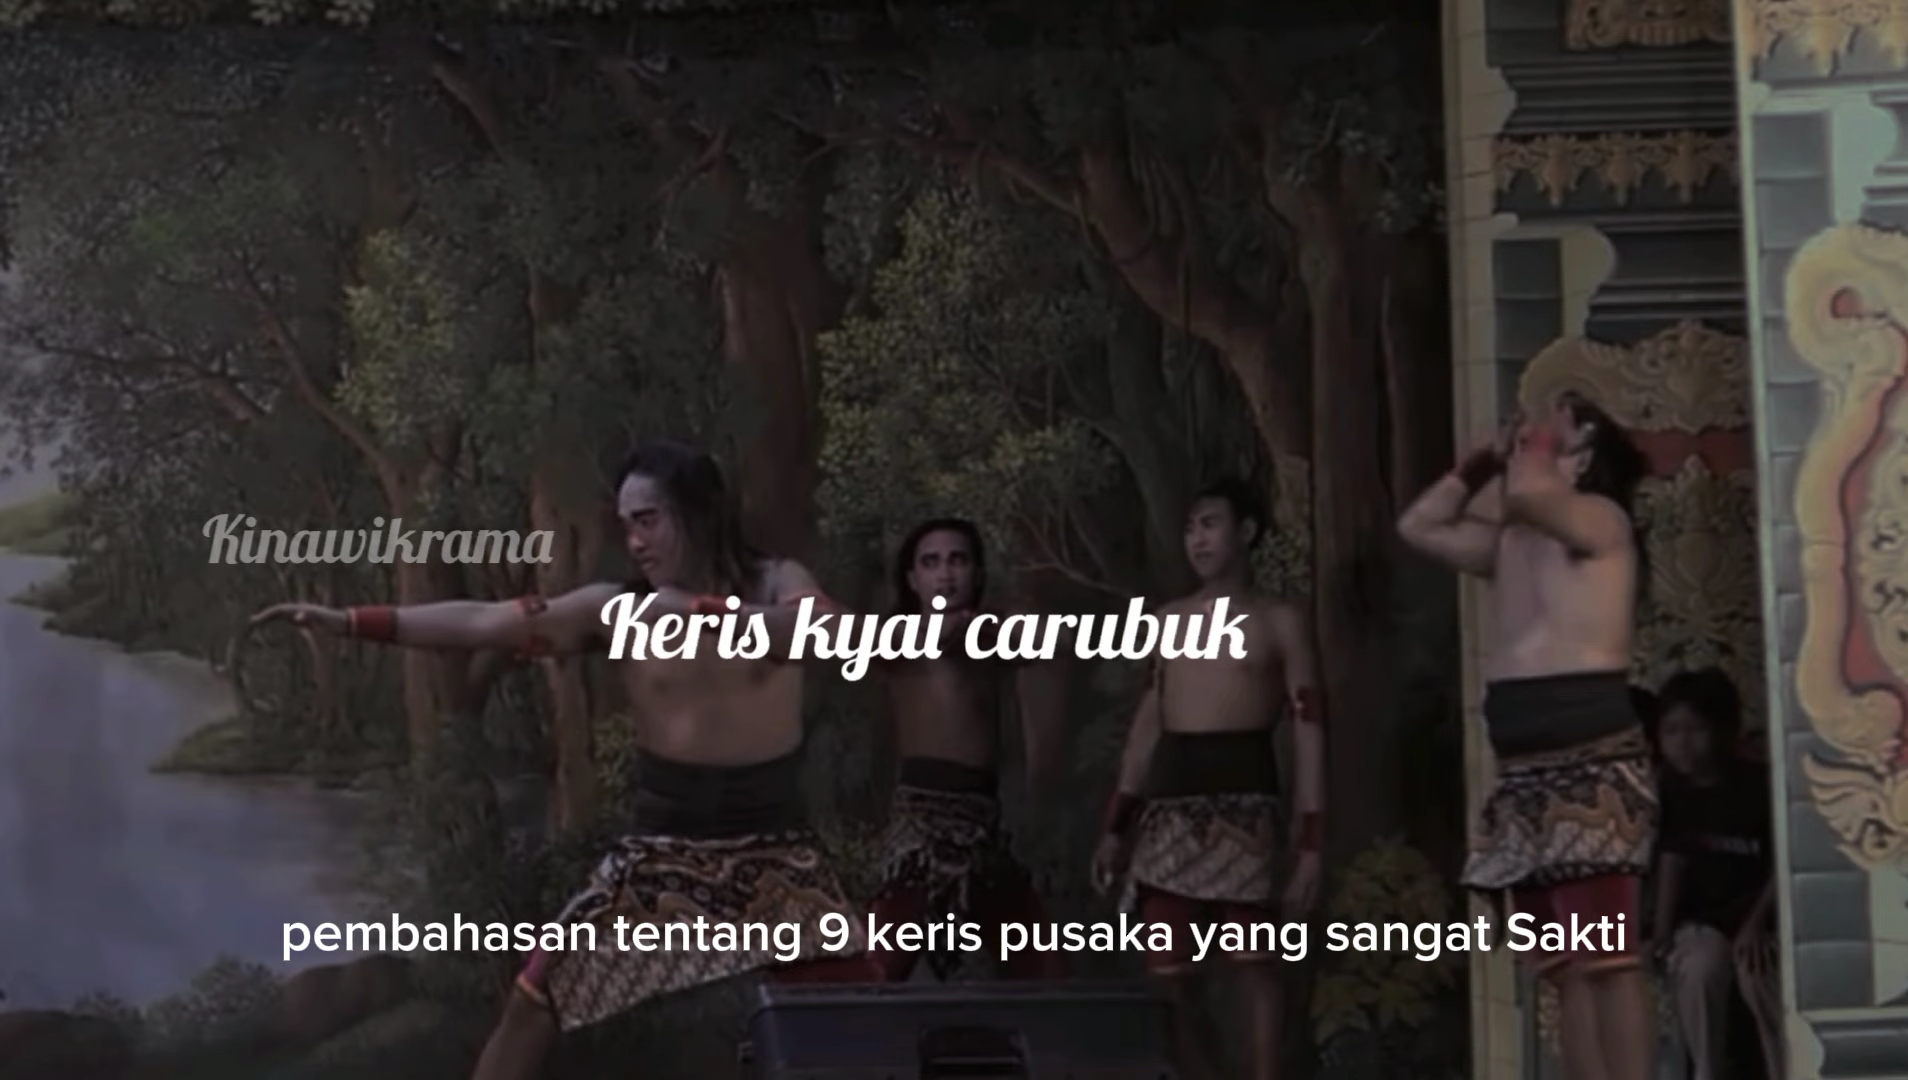 Kinawikrama
Keris kyai carubuk
pembahasan tentang 9 keris pusaka yang sangat Sakti